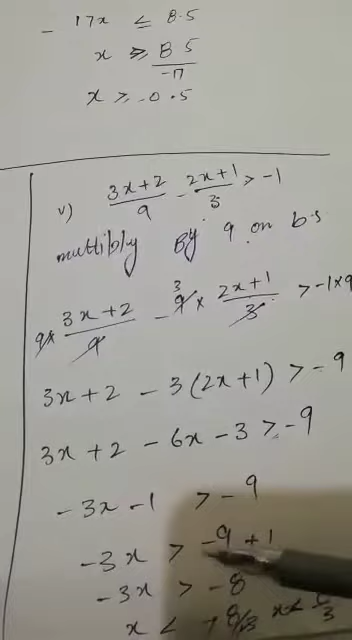 - 17x ≤ 8.5
x ≥ 8.5/-17
x ≥ -0.5
v) (3x+2)/9 - (2x+1)/3 > -1
multibly By 9 on b.s
9 × (3x+2)/9 - 9 3 × (2x+1)/3 > -1×9
3x+2 - 3(2x+1) > -9
3x+2 - 6x - 3 > -9
-3x - 1 > -9
-3x > -9 + 1
-3x > -8
x <